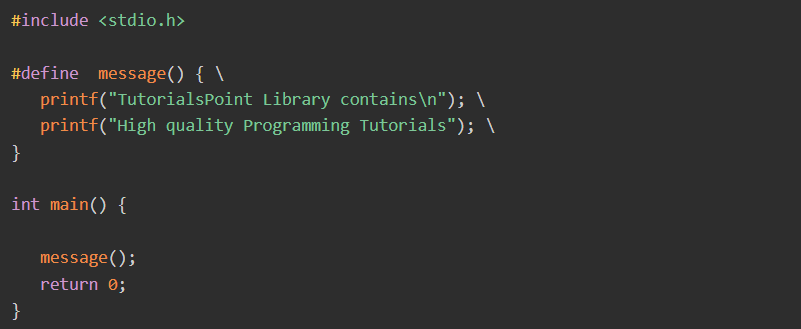 #include <stdio.h>
#define  message() { \
printf("TutorialsPoint Library contains\n"); \
printf("High quality Programming Tutorials"); \
}
int main() {
message();
return 0;
}